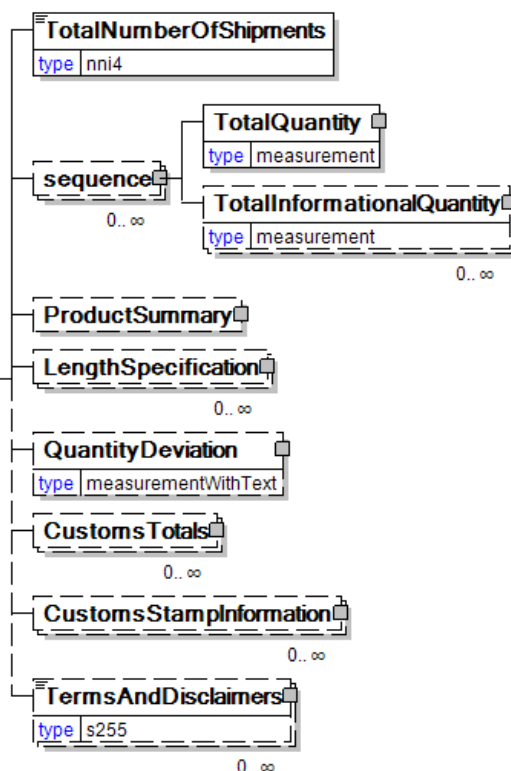 TotalNumberOfShipments
type nni4
TotalQuantity
type measurement
sequence
0.. ∞
TotalInformationalQuantity
type measurement
0.. ∞
ProductSummary
LengthSpecification
0.. ∞
QuantityDeviation
type measurementWithText
CustomsTotals
0.. ∞
CustomsStampInformation
0.. ∞
TermsAndDisclaimers
type s255
0.. ∞